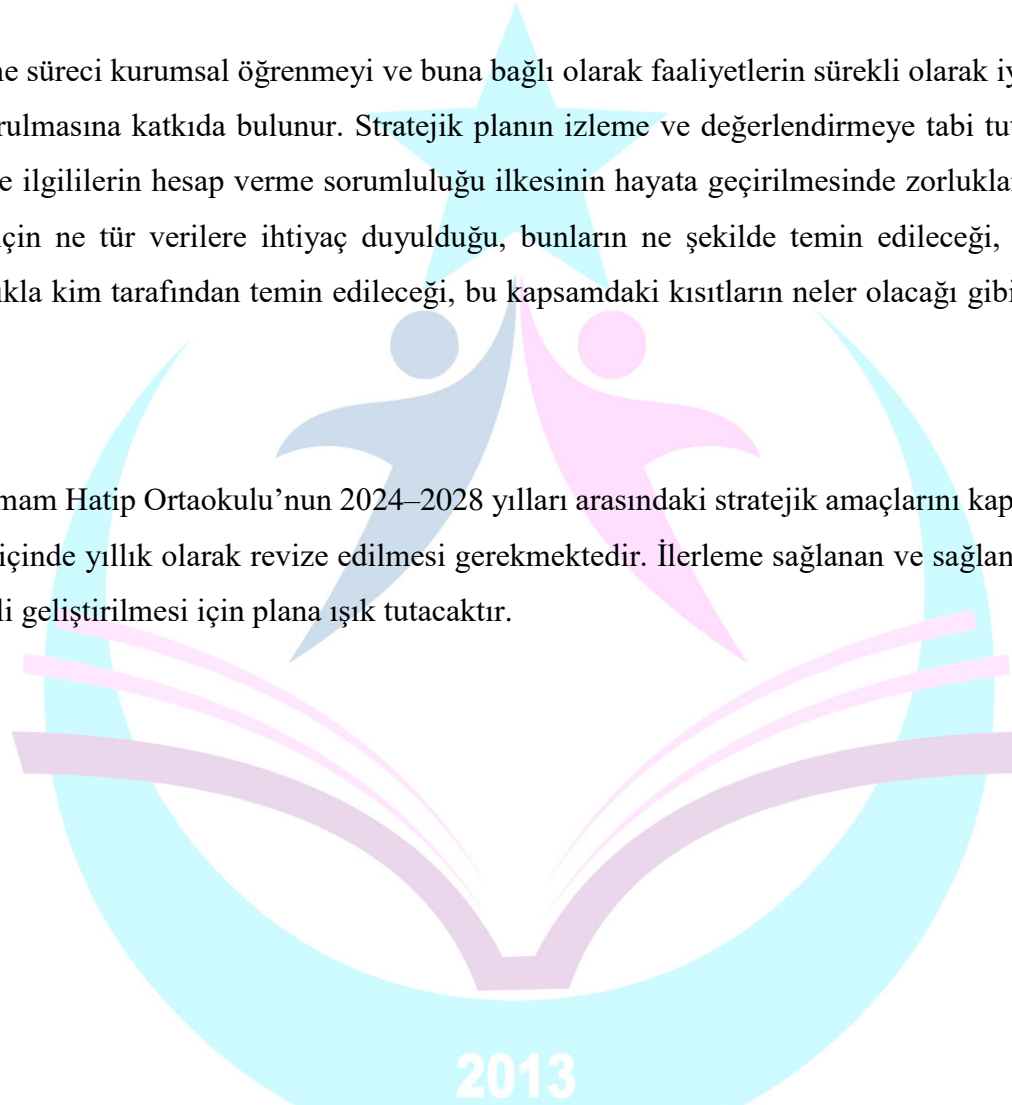 ne süreci kurumsal öğrenmeyi ve buna bağlı olarak faaliyetlerin sürekli olarak iy
rulmasına katkıda bulunur. Stratejik planın izleme ve değerlendirmeye tabi tut
e ilgililerin hesap verme sorumluluğu ilkesinin hayata geçirilmesinde zorluklar
için ne tür verilere ihtiyaç duyulduğu, bunların ne şekilde temin edileceği,
ıkla kim tarafından temin edileceği, bu kapsamdaki kısıtların neler olacağı gibi
mam Hatip Ortaokulu’nun 2024–2028 yılları arasındaki stratejik amaçlarını kap
içinde yıllık olarak revize edilmesi gerekmektedir. İlerleme sağlanan ve sağlan
li geliştirilmesi için plana ışık tutacaktır.
2013